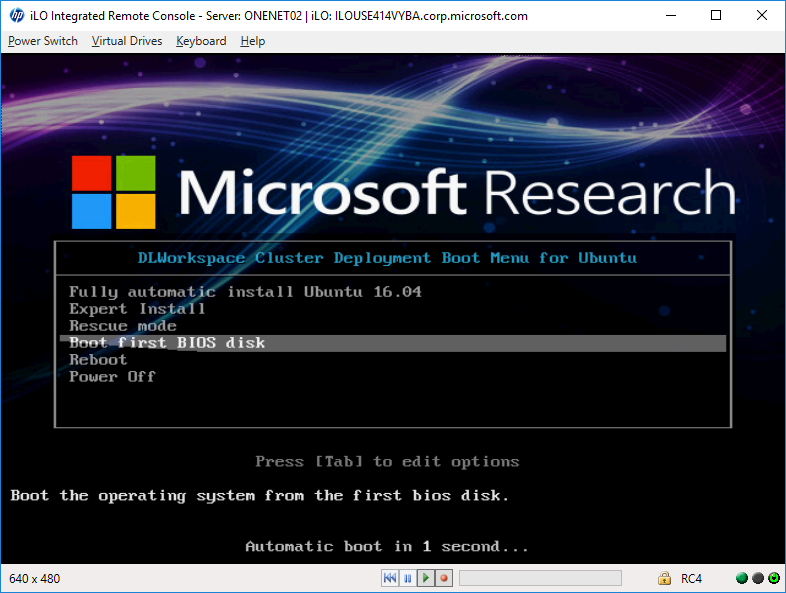 iLO Integrated Remote Console - Server: ONENET02 | iLO: ILOUSE414VYBA.corp.microsoft.com
Power Switch Virtual Drives Keyboard Help
Microsoft Research
DLWorkspace Cluster Deployment Boot Menu for Ubuntu
Fully automatic install Ubuntu 16.04
Expert Install
Rescue mode
Boot first BIOS disk
Reboot
Power Off
Press [Tab] to edit options
Boot the operating system from the first bios disk.
Automatic boot in 1 second...
640 x 480 RC4